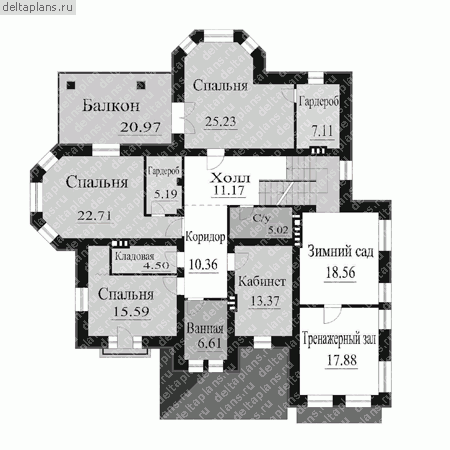 deltaplans.ru
Спальня
25.23
Гардероб
7.11
Балкон
20.97
Спальня
22.71
Гардероб
5.19
Холл
11.17
С/у
5.02
Коридор
10.36
Зимний сад
18.56
Кладовая
4.50
Кабинет
13.37
Спальня
15.59
Ванная
6.61
Тренажерный зал
17.88
deltaplans.ru